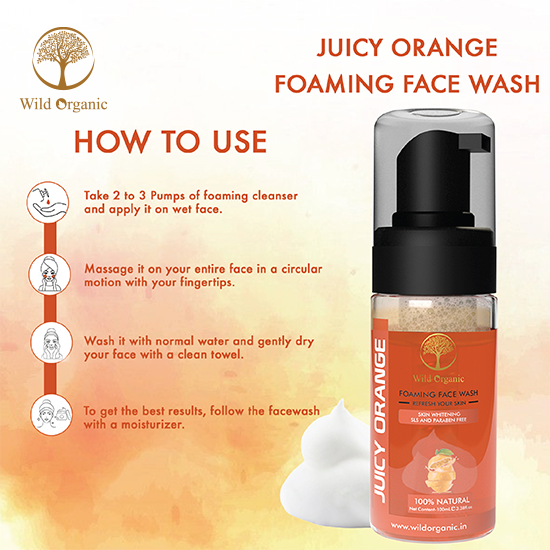 Wild Organic
JUICY ORANGE
FOAMING FACE WASH
HOW TO USE
Take 2 to 3 Pumps of foaming cleanser
and apply it on wet face.
Massage it on your entire face in a circular
motion with your fingertips.
Wash it with normal water and gently dry
your face with a clean towel.
To get the best results, follow the facewash
with a moisturizer.
JUICY ORANGE
Wild Organic
FOAMING FACE WASH
REFRESH YOUR SKIN
SKIN WHITENING
SLS AND PARABEN FREE
100% NATURAL
Net Content-100ml
www.wildorganic.in